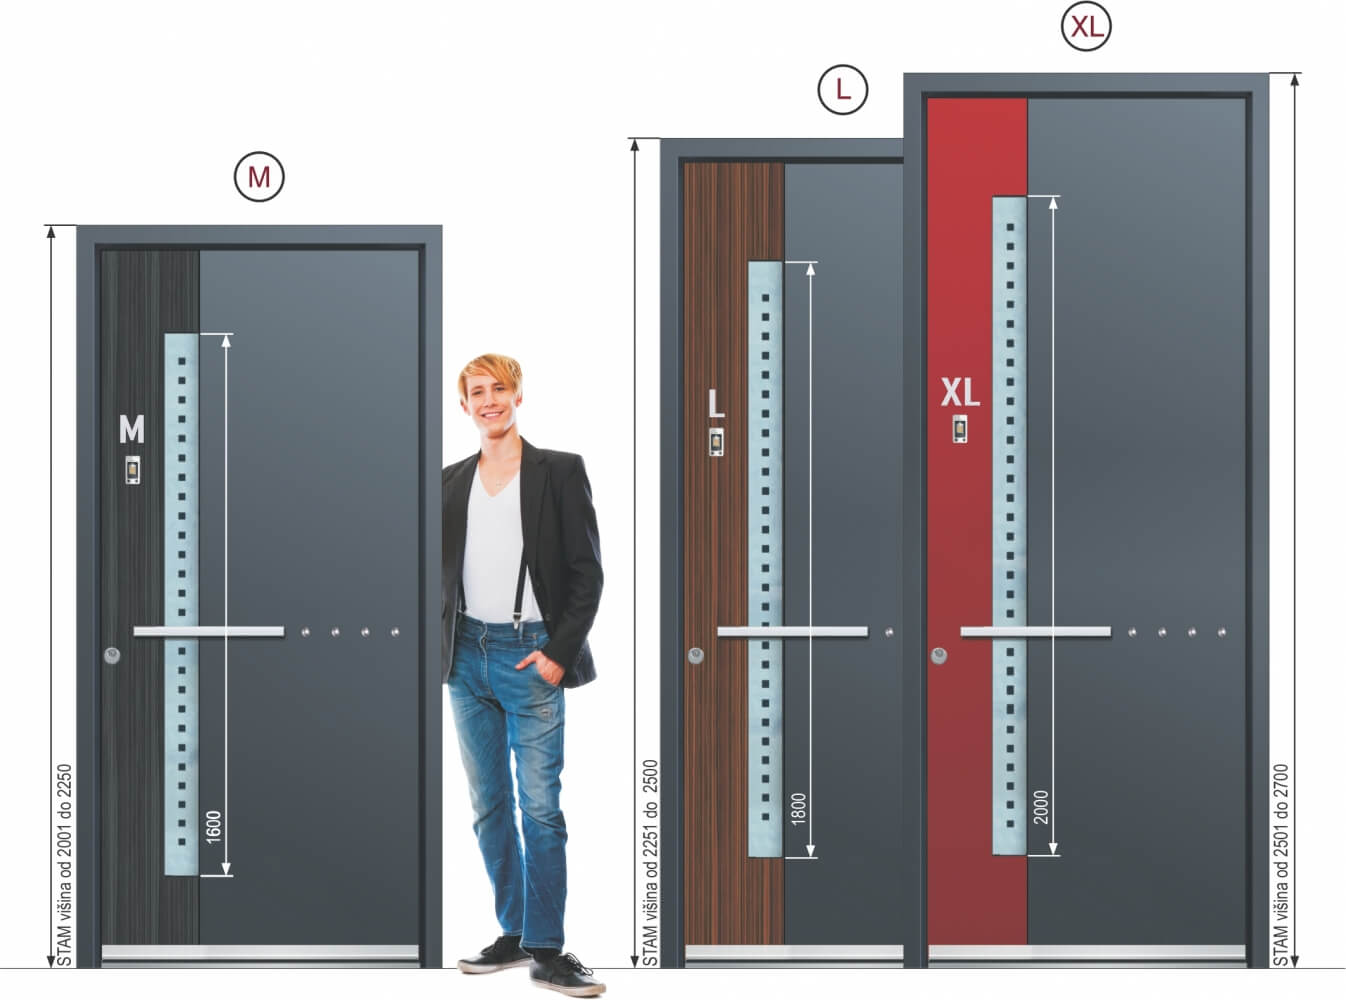 XL
L
M
XL
L
M
1600
1800
2000
STAM višina od 2001 do 2250
STAM višina od 2251 do 2500
STAM višina od 2501 do 2700